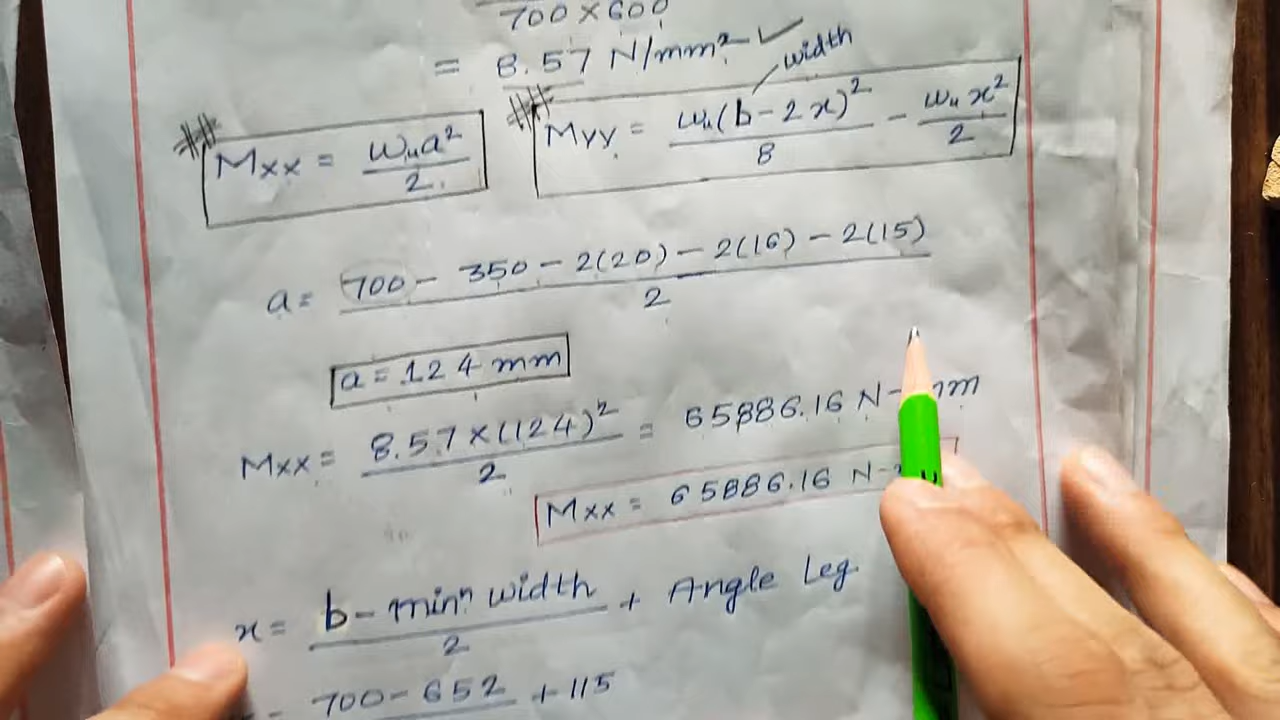 700 × 600
= 8.57 N/mm² ✓
width
Mxx = wᵤa²/2
Myy = wᵤ(b-2x)²/8 - wᵤx²/2
a = (700 - 350 - 2(20) - 2(16) - 2(15))/2
a = 124 mm
Mxx = 8.57 × (124)²/2 = 65886.16 N-mm
Mxx = 65886.16 N-
x = (b - minⁿ width)/2 + Angle Leg
700 - 652 + 115